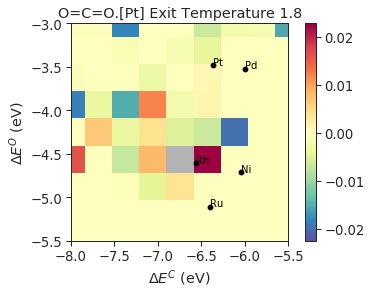 O=C=O.[Pt] Exit Temperature 1.8
−3.0
−3.5
−4.0
−4.5
−5.0
−5.5
ΔE^O (eV)
Pt
Pd
Rh
Ni
Ru
−8.0 −7.5 −7.0 −6.5 −6.0 −5.5
ΔE^C (eV)
0.02
0.01
0.00
−0.01
−0.02